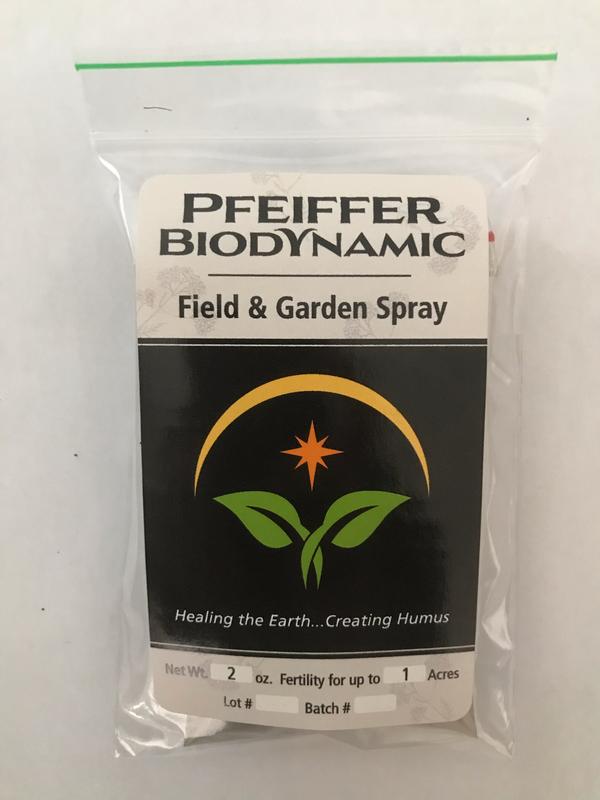 PFEIFFER
BIODYNAMIC
Field & Garden Spray
Healing the Earth...Creating Humus
Net Wt. 2 oz. Fertility for up to 1 Acres
Lot # Batch #